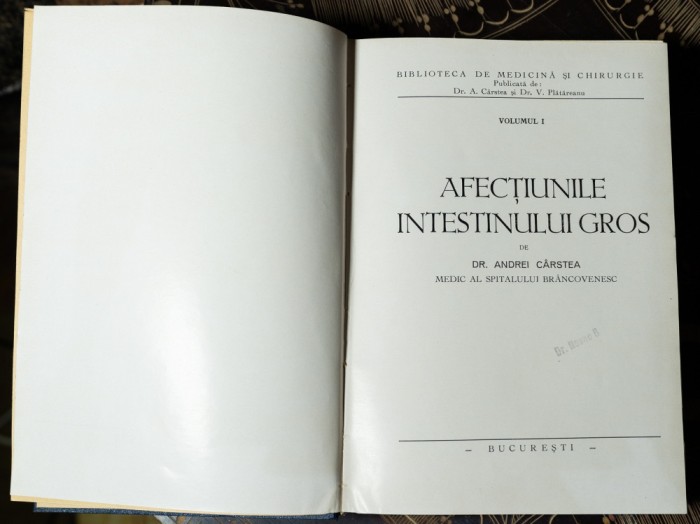 BIBLIOTECA DE MEDICINĂ ȘI CHIRURGIE
Publicată de:
Dr. A. Cârstea și Dr. V. Plătăreanu
VOLUMUL I
AFECȚIUNILE
INTESTINULUI GROS
DE
DR. ANDREI CÂRSTEA
MEDIC AL SPITALULUI BRÂNCOVENESC
Dr.
– BUCUREȘTI –